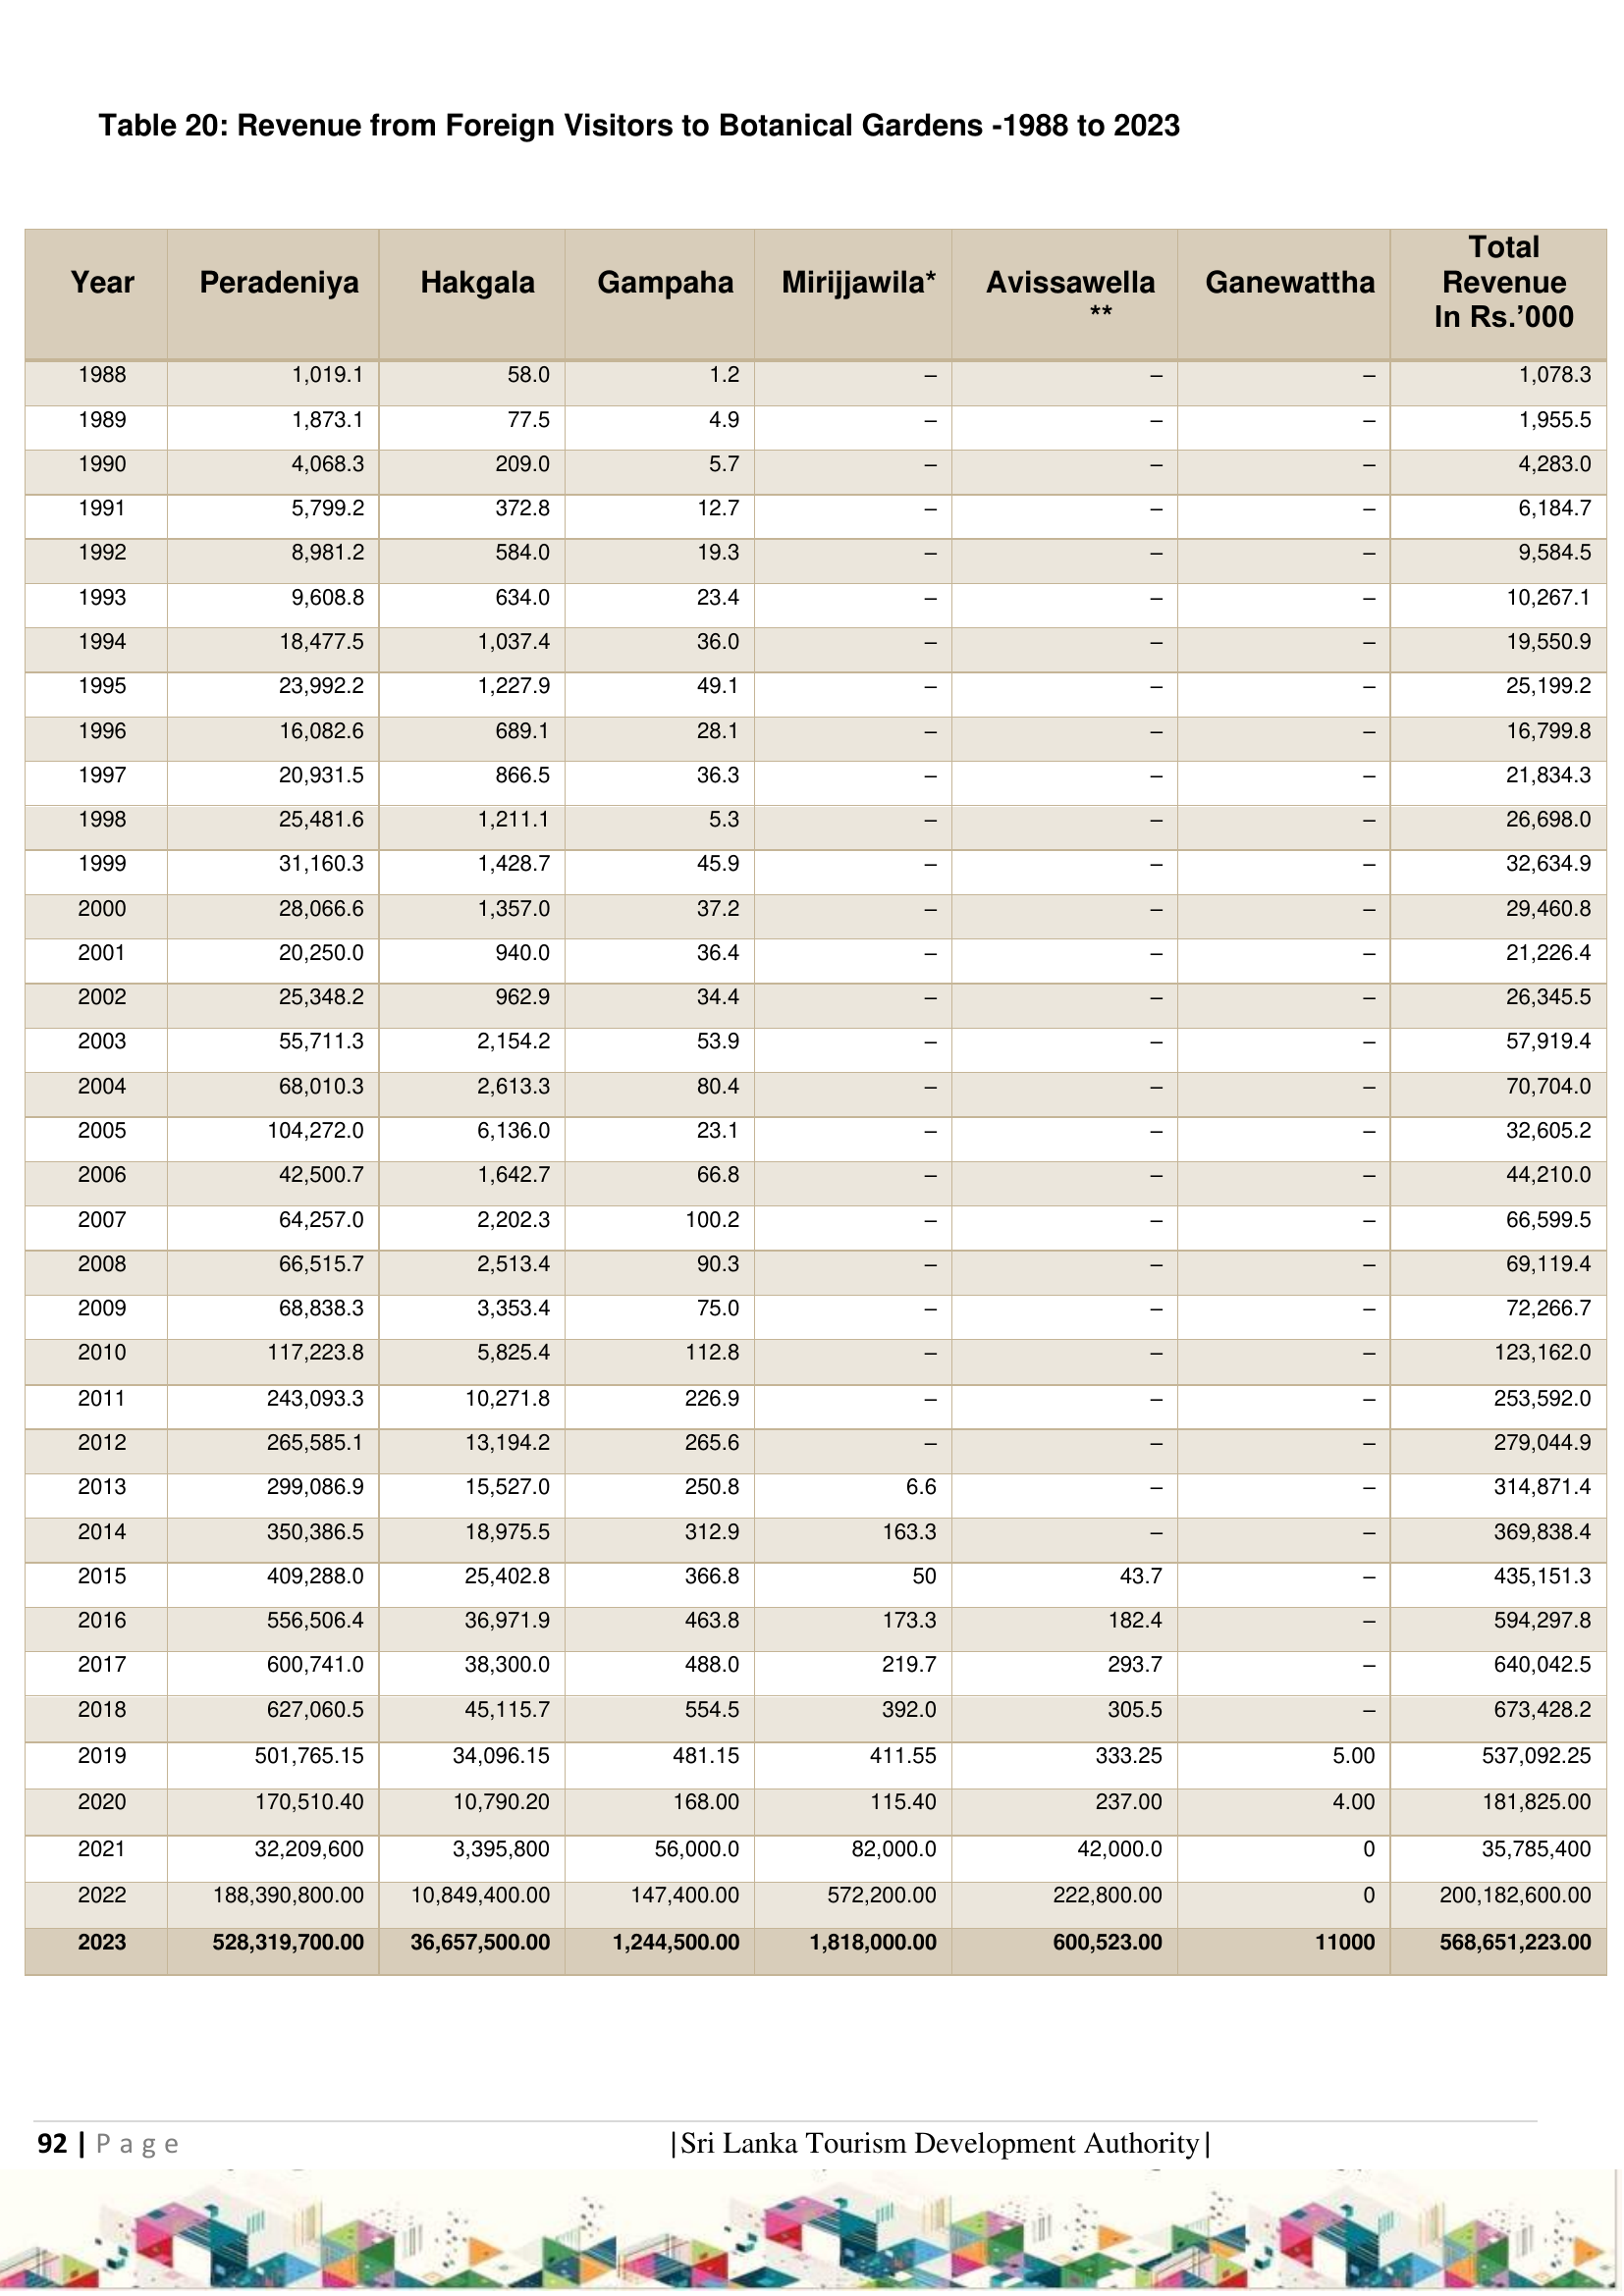 Table 20: Revenue from Foreign Visitors to Botanical Gardens -1988 to 2023
Year Peradeniya Hakgala Gampaha Mirijjawila* Avissawella ** Ganewattha Total Revenue In Rs.’000
1988 1,019.1 58.0 1.2 – – – 1,078.3
1989 1,873.1 77.5 4.9 – – – 1,955.5
1990 4,068.3 209.0 5.7 – – – 4,283.0
1991 5,799.2 372.8 12.7 – – – 6,184.7
1992 8,981.2 584.0 19.3 – – – 9,584.5
1993 9,608.8 634.0 23.4 – – – 10,267.1
1994 18,477.5 1,037.4 36.0 – – – 19,550.9
1995 23,992.2 1,227.9 49.1 – – – 25,199.2
1996 16,082.6 689.1 28.1 – – – 16,799.8
1997 20,931.5 866.5 36.3 – – – 21,834.3
1998 25,481.6 1,211.1 5.3 – – – 26,698.0
1999 31,160.3 1,428.7 45.9 – – – 32,634.9
2000 28,066.6 1,357.0 37.2 – – – 29,460.8
2001 20,250.0 940.0 36.4 – – – 21,226.4
2002 25,348.2 962.9 34.4 – – – 26,345.5
2003 55,711.3 2,154.2 53.9 – – – 57,919.4
2004 68,010.3 2,613.3 80.4 – – – 70,704.0
2005 104,272.0 6,136.0 23.1 – – – 32,605.2
2006 42,500.7 1,642.7 66.8 – – – 44,210.0
2007 64,257.0 2,202.3 100.2 – – – 66,599.5
2008 66,515.7 2,513.4 90.3 – – – 69,119.4
2009 68,838.3 3,353.4 75.0 – – – 72,266.7
2010 117,223.8 5,825.4 112.8 – – – 123,162.0
2011 243,093.3 10,271.8 226.9 – – – 253,592.0
2012 265,585.1 13,194.2 265.6 – – – 279,044.9
2013 299,086.9 15,527.0 250.8 6.6 – – 314,871.4
2014 350,386.5 18,975.5 312.9 163.3 – – 369,838.4
2015 409,288.0 25,402.8 366.8 50 43.7 – 435,151.3
2016 556,506.4 36,971.9 463.8 173.3 182.4 – 594,297.8
2017 600,741.0 38,300.0 488.0 219.7 293.7 – 640,042.5
2018 627,060.5 45,115.7 554.5 392.0 305.5 – 673,428.2
2019 501,765.15 34,096.15 481.15 411.55 333.25 5.00 537,092.25
2020 170,510.40 10,790.20 168.00 115.40 237.00 4.00 181,825.00
2021 32,209,600 3,395,800 56,000.0 82,000.0 42,000.0 0 35,785,400
2022 188,390,800.00 10,849,400.00 147,400.00 572,200.00 222,800.00 0 200,182,600.00
2023 528,319,700.00 36,657,500.00 1,244,500.00 1,818,000.00 600,523.00 11000 568,651,223.00
92 | Page |Sri Lanka Tourism Development Authority|